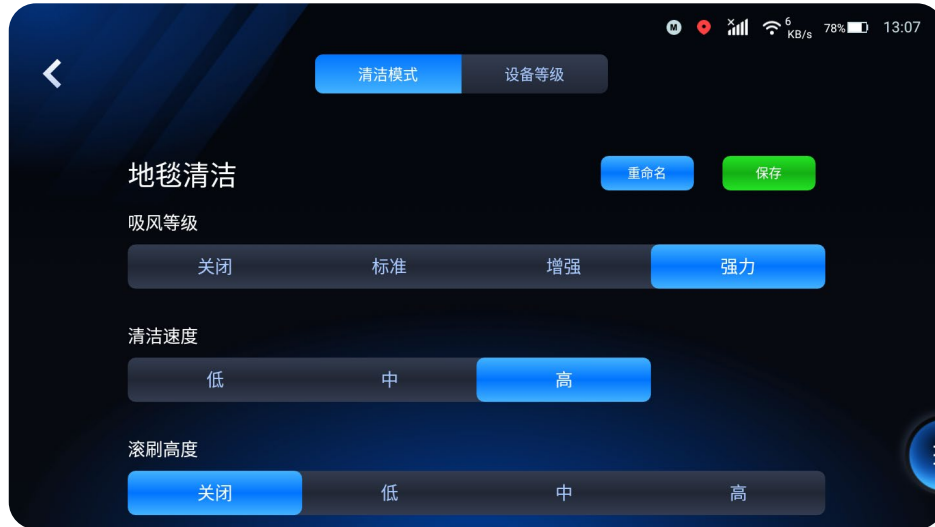 M 6 KB/s 78% 13:07
清洁模式 设备等级
地毯清洁 重命名 保存
吸风等级
关闭 标准 增强 强力
清洁速度
低 中 高
滚刷高度
关闭 低 中 高